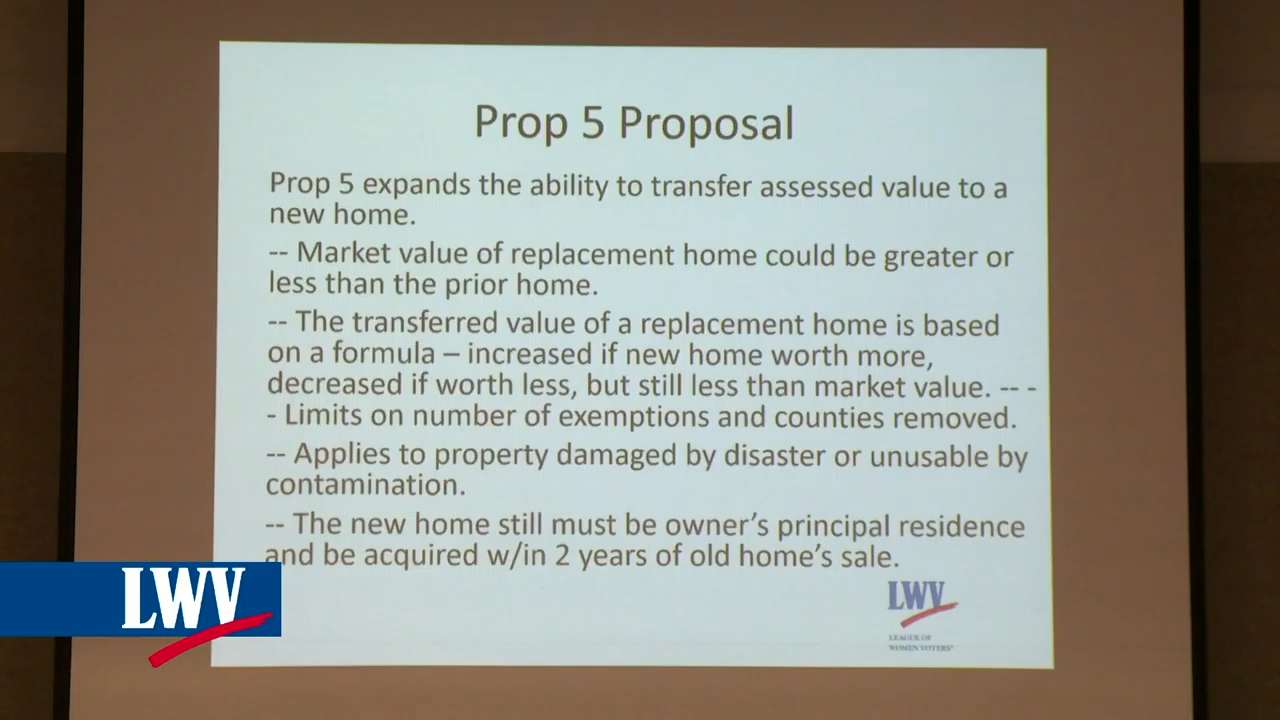 Prop 5 Proposal
Prop 5 expands the ability to transfer assessed value to a
new home.
-- Market value of replacement home could be greater or
less than the prior home.
-- The transferred value of a replacement home is based
on a formula – increased if new home worth more,
decreased if worth less, but still less than market value. -- -
- Limits on number of exemptions and counties removed.
-- Applies to property damaged by disaster or unusable by
contamination.
-- The new home still must be owner’s principal residence
and be acquired w/in 2 years of old home’s sale.
LWV
LEAGUE OF
WOMEN VOTERS®
LWV